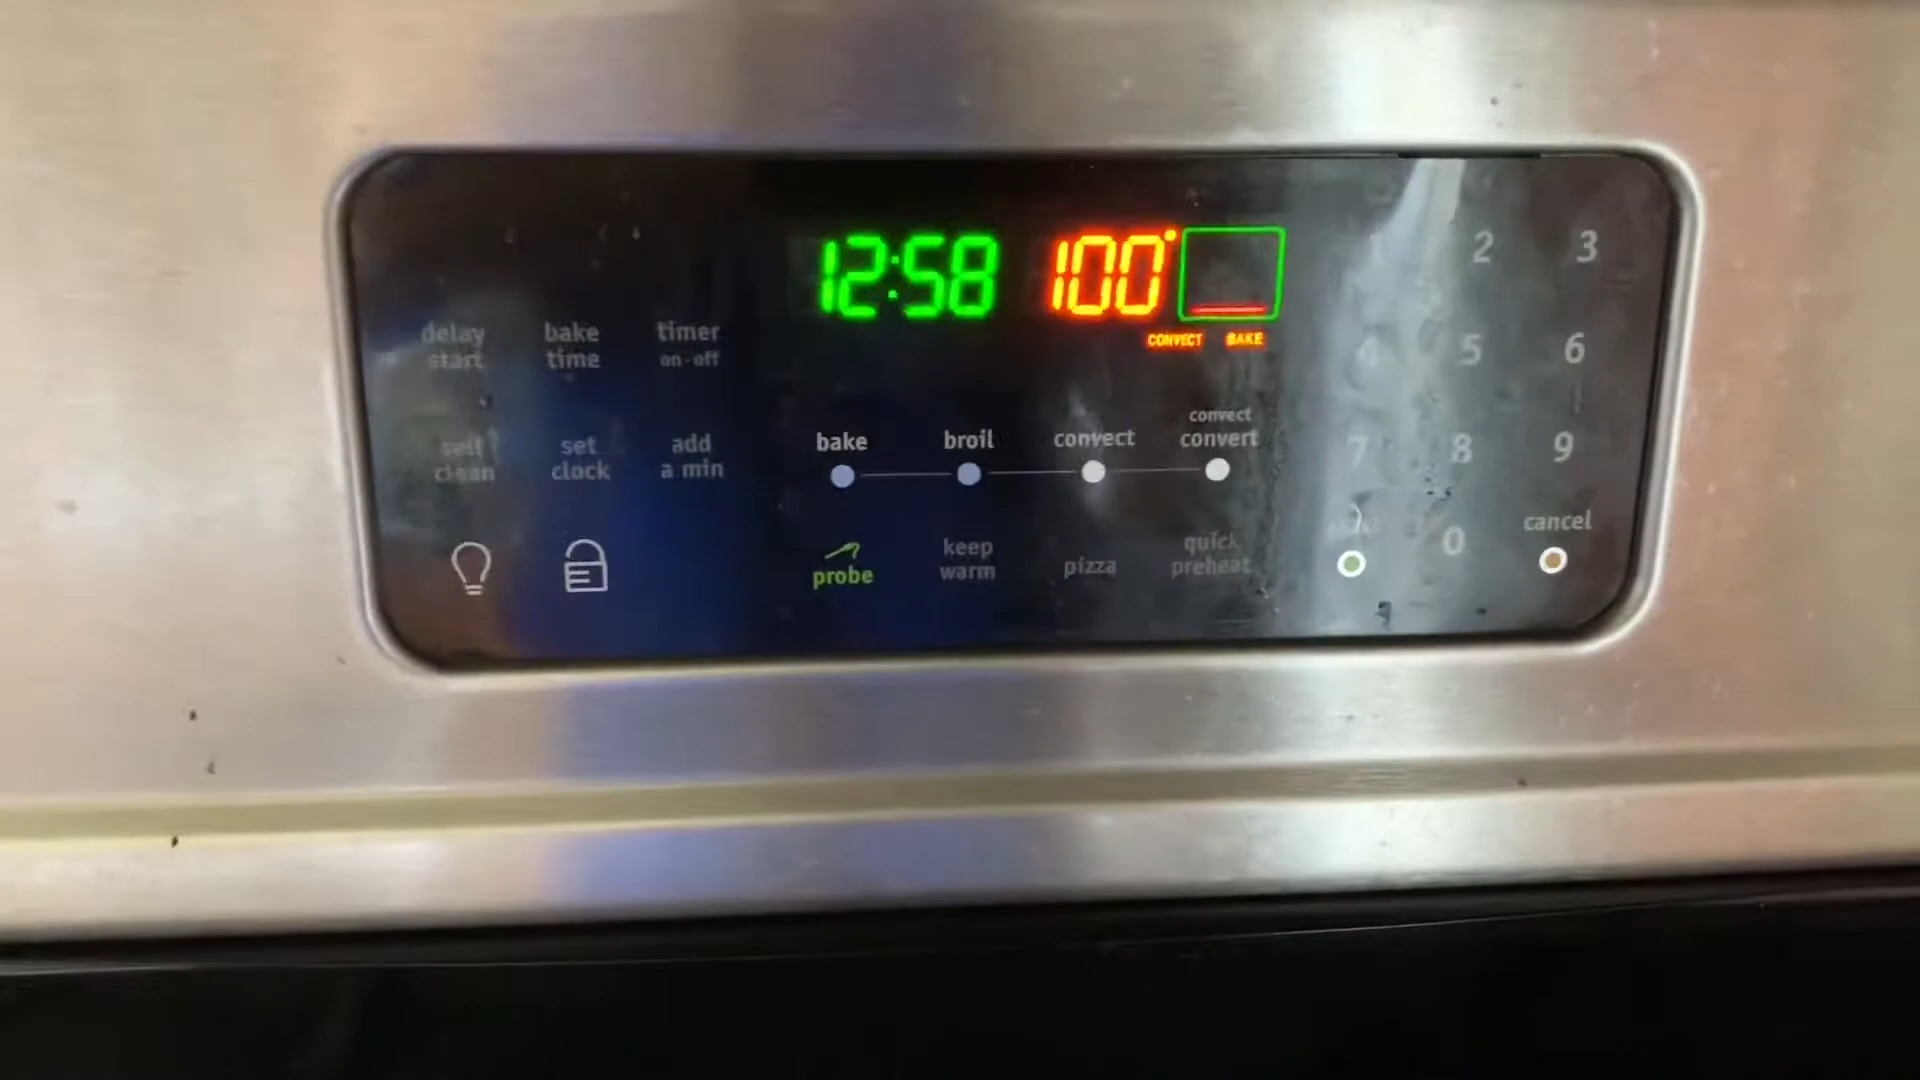 12:58 100°
CONVECT BAKE
2 3
delay start
bake time
timer on·off
5 6
self clean
set clock
add a min
bake
broil
convect
convect convert
7 8 9
probe
keep warm
pizza
quick preheat
0
cancel